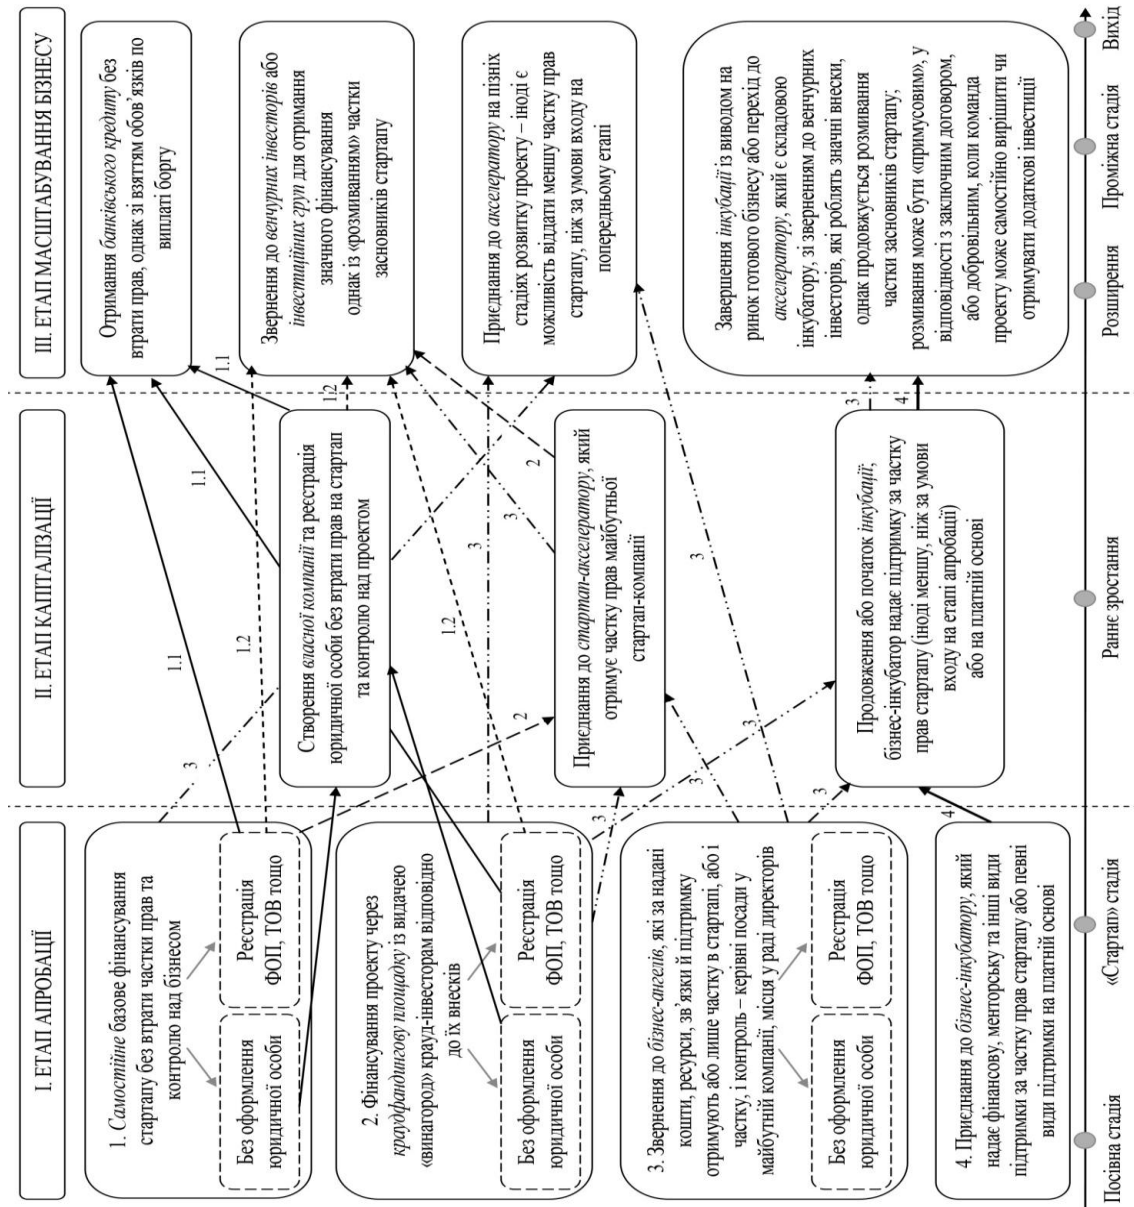 І. ЕТАП АПРОБАЦІЇ
1. Самостійне базове фінансування
стартапу без втрати частки прав та
контролю над бізнесом
Без оформлення
юридичної особи
Реєстрація
ФОП, ТОВ тощо
2. Фінансування проекту через
краудфандингову площадку із видачею
«винагород» крауд-інвесторам відповідно
до їх внесків
Без оформлення
юридичної особи
Реєстрація
ФОП, ТОВ тощо
3. Звернення до бізнес-ангелів, які за надані
кошти, ресурси, зв’язки й підтримку
отримують або лише частку в стартапі, або і
частку, і контроль – керівні посади у
майбутній компанії, місця у раді директорів
Без оформлення
юридичної особи
Реєстрація
ФОП, ТОВ тощо
4. Приєднання до бізнес-інкубатору, який
надає фінансову, менторську та інші види
підтримки за частку прав стартапу або певні
види підтримки на платній основі
ІІ. ЕТАП КАПІТАЛІЗАЦІЇ
Створення власної компанії та реєстрація
юридичної особи без втрати прав на стартап
та контролю над проектом
Приєднання до стартап-акселератору, який
отримує частку прав майбутньої
стартап-компанії
Продовження або початок інкубації,
бізнес-інкубатор надає підтримку за частку
прав стартапу (іноді меншу, ніж за умови
входу на етапі апробації)
або на платній основі
ІІІ. ЕТАП МАСШТАБУВАННЯ БІЗНЕСУ
Отримання банківського кредиту без
втрати прав, однак зі взяттям обов’язків по
виплаті боргу
Звернення до венчурних інвесторів або
інвестиційних груп для отримання
значного фінансування
однак із «розмиванням» частки
засновників стартапу
Приєднання до акселератору на пізніх
стадіях розвитку проекту – іноді є
можливість віддати меншу частку прав
стартапу, ніж за умови входу на
попередньому етапі
Завершення інкубації із виводом на
ринок готового бізнесу або перехід до
акселератору, який є складовою
інкубатору, зі зверненням до венчурних
інвесторів, які роблять значні внески,
однак продовжується розмивання
частки засновників стартапу;
розмивання може бути «примусовим», у
відповідності з заключним договором,
або добровільним, коли команда
проекту може самостійно вирішити чи
отримувати додаткові інвестиції
3
1.1
1.2
2
1.1
1.1
1.2
1.2
3
3
2
3
3
3
3
3
3
4
3
4
Посівна стадія
«Стартап» стадія
Раннє зростання
Розширення
Проміжна стадія
Вихід